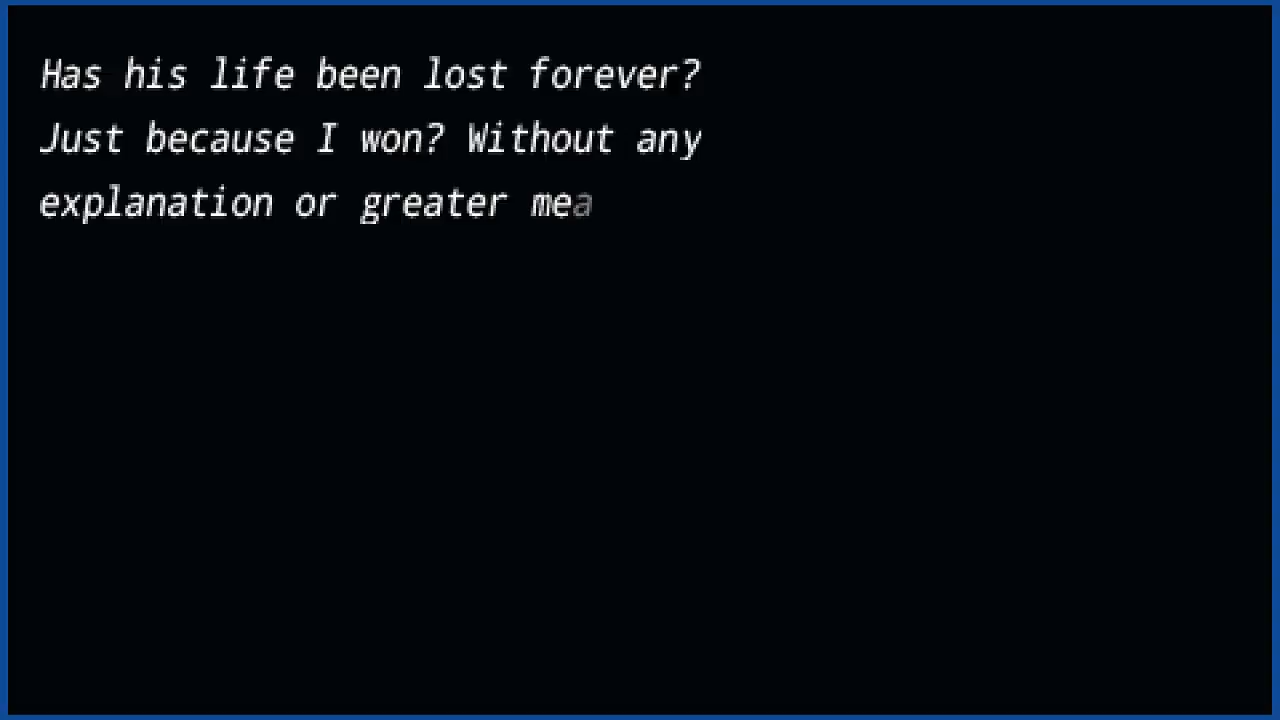 Has his life been lost forever?
Just because I won? Without any
explanation or greater mea